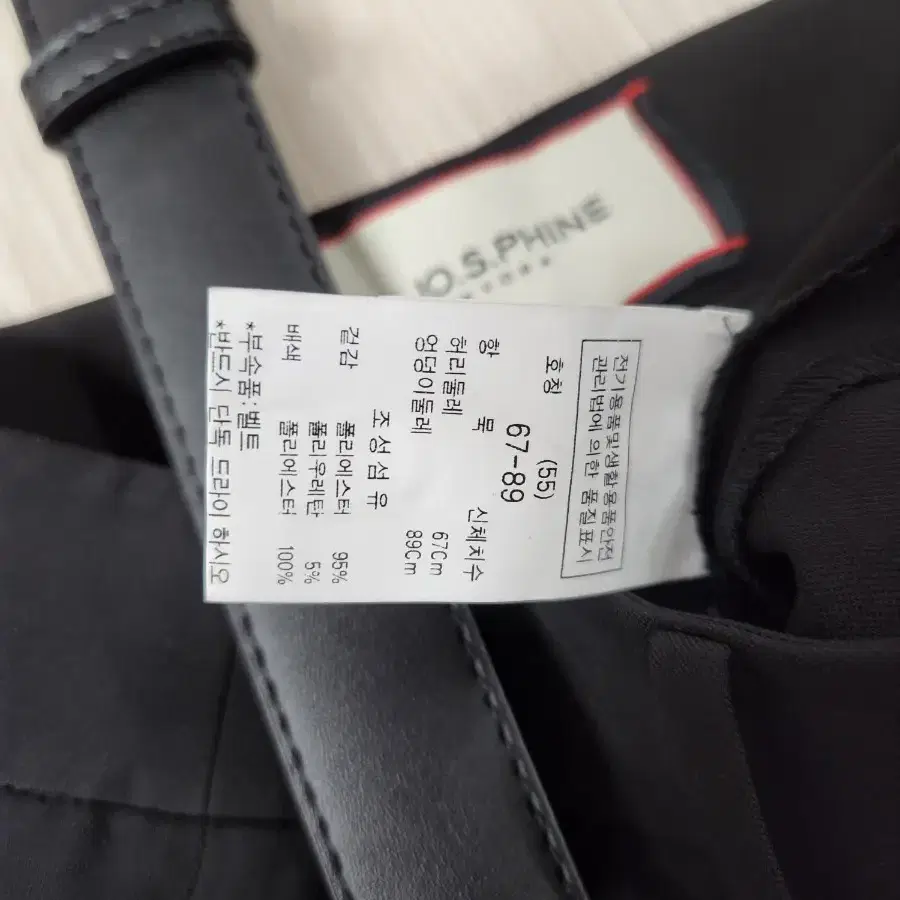 IO.S.PHINE
전기용품및생활용품안전
관리법에 의한 품질표시
호칭 (55)
67-89
항 목 신체치수
허리둘레 67Cm
엉덩이둘레 89Cm
조성섬유
겉감 폴리에스터 95%
폴리우레탄 5%
배색 폴리에스터 100%
*부속품:벨트
*반드시 단독 드라이 하시오